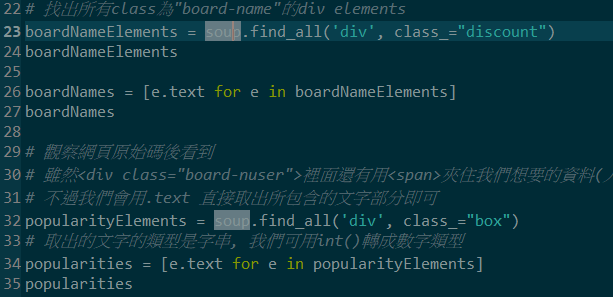 22 # 找出所有class為"board-name"的div elements
23 boardNameElements = soup.find_all('div', class_="discount")
24 boardNameElements
25
26 boardNames = [e.text for e in boardNameElements]
27 boardNames
28
29 # 觀察網頁原始碼後看到
30 # 雖然<div class="board-nuser">裡面還有用<span>夾住我們想要的資料(
31 # 不過我們會用.text 直接取出所包含的文字部分即可
32 popularityElements = soup.find_all('div', class_="box")
33 # 取出的文字的類型是字串, 我們可用int()轉成數字類型
34 popularities = [e.text for e in popularityElements]
35 popularities